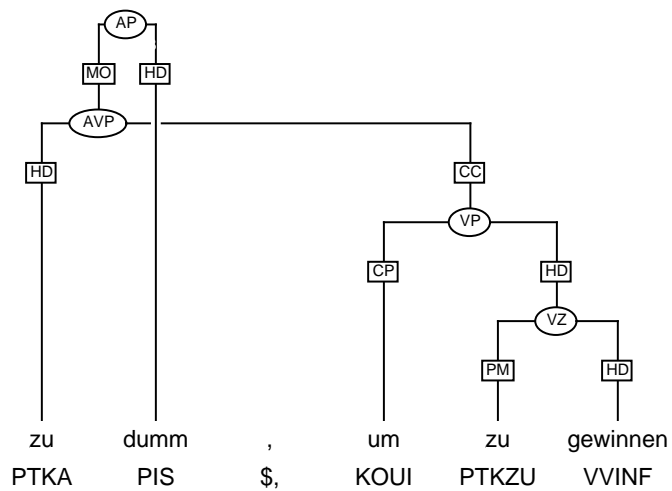 AP
MO HD
AVP
HD CC
VP
CP HD
VZ
PM HD
zu dumm , um zu gewinnen
PTKA PIS $, KOUI PTKZU VVINF